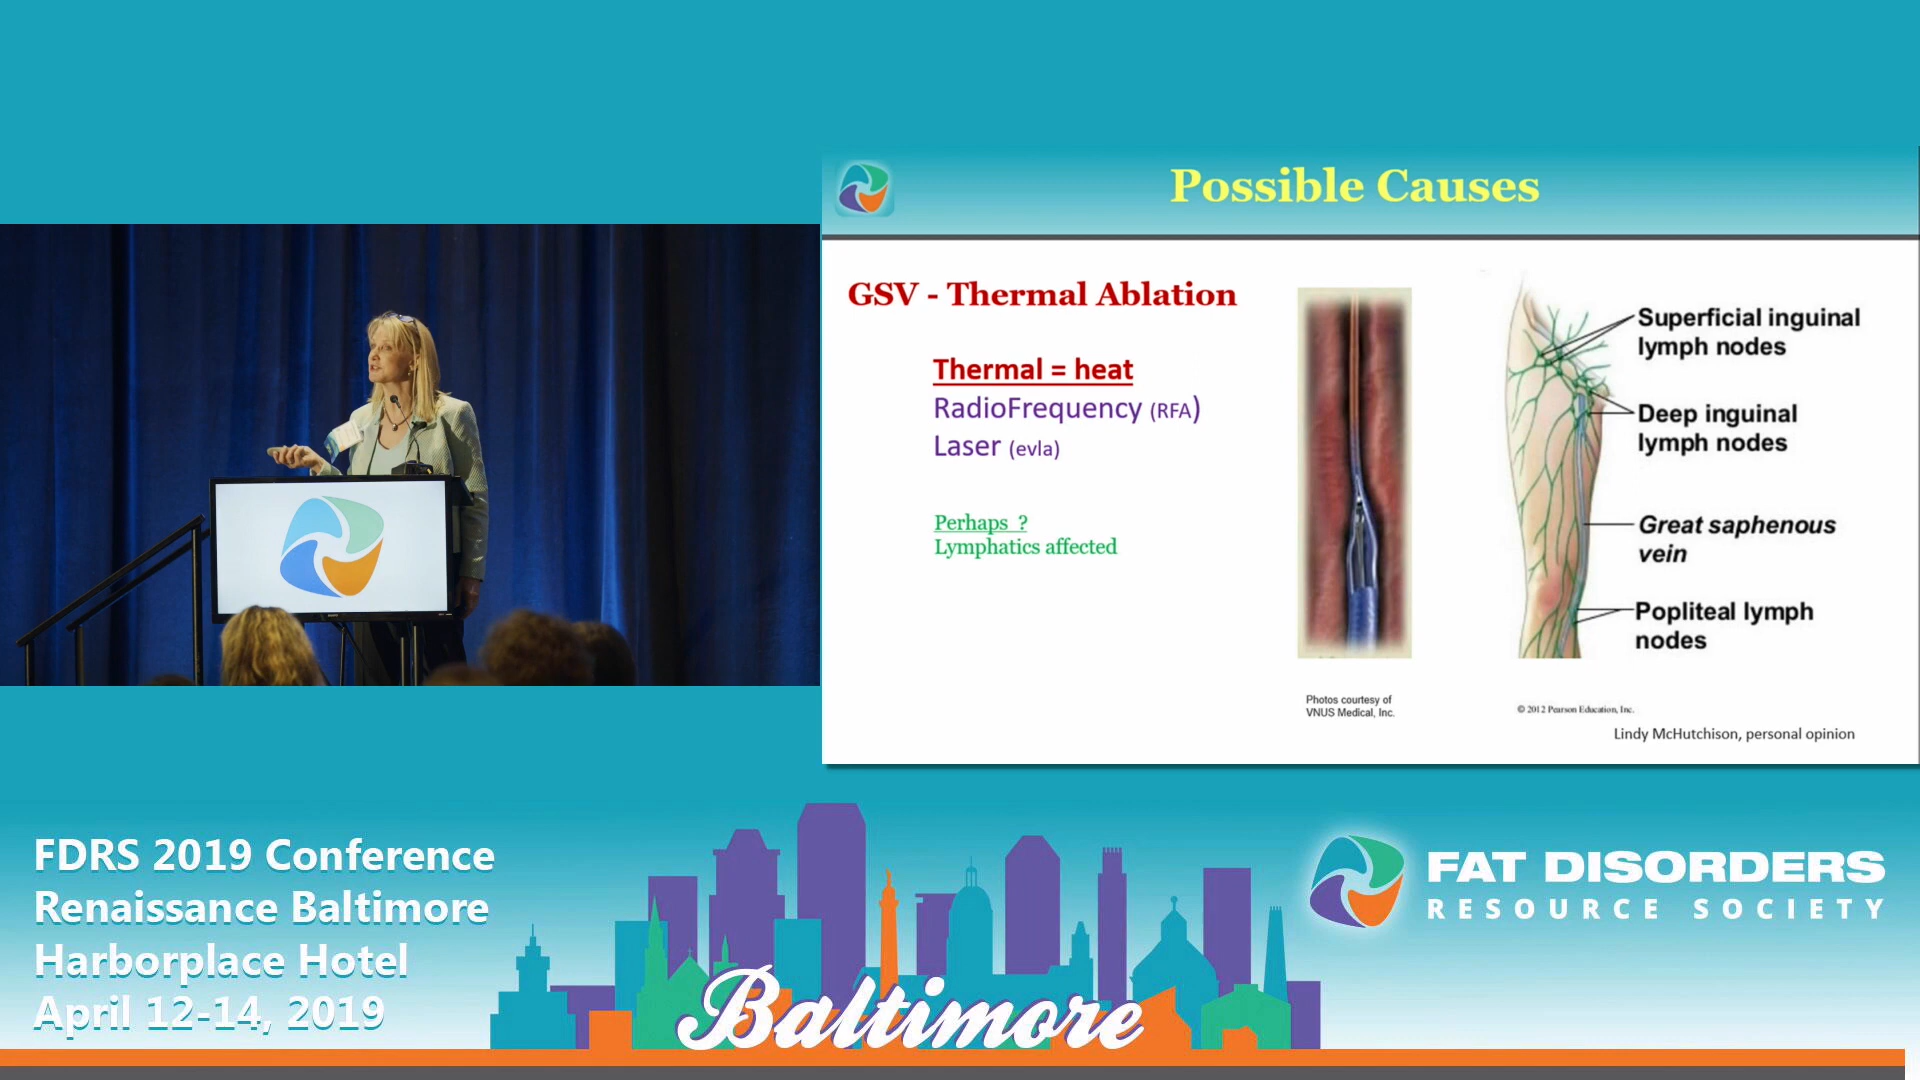 Possible Causes
GSV - Thermal Ablation
Thermal = heat
RadioFrequency (RFA)
Laser (evla)
Perhaps ?
Lymphatics affected
Superficial inguinal
lymph nodes
Deep inguinal
lymph nodes
Great saphenous
vein
Popliteal lymph
nodes
Photos courtesy of
VNUS Medical, Inc.
© 2012 Pearson Education, Inc.
Lindy McHutchison, personal opinion
FDRS 2019 Conference
Renaissance Baltimore
Harborplace Hotel
April 12-14, 2019
Baltimore
FAT DISORDERS
RESOURCE SOCIETY